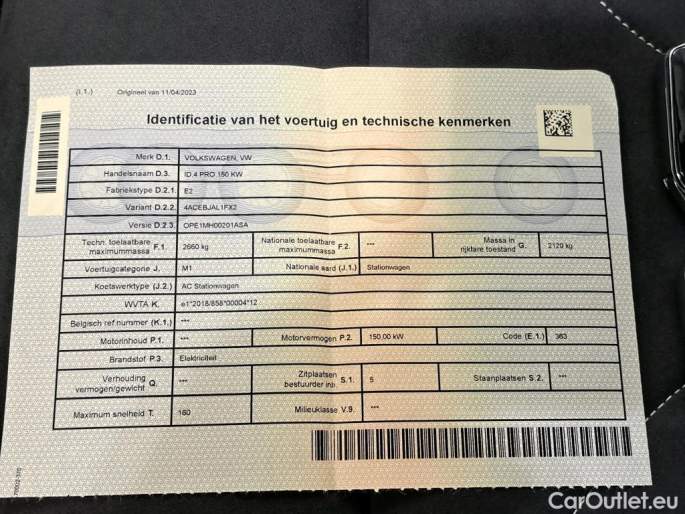 (I.1.) Origineel van 11/04/2023
Identificatie van het voertuig en technische kenmerken
Merk D.1. VOLKSWAGEN, VW
Handelsnaam D.3. ID.4 PRO 150 KW
Fabriekstype D.2.1. E2
Variant D.2.2. 4ACEBJAL1FX2
Versie D.2.3. OPE1MH00201ASA
Techn. toelaatbare maximummassa F.1. 2660 kg Nationale toelaatbare maximummassa F.2. --- Massa in rijklare toestand G. 2120 kg
Voertuigcategorie J. M1 Nationale aard (J.1.) Stationwagen
Koetswerktype (J.2.) AC Stationwagen
WVTA K. e1*2018/858*00004*12
Belgisch ref.nummer (K.1.) ---
Motorinhoud P.1. --- Motorvermogen P.2. 150,00 kW Code (E.1.) 363
Brandstof P.3. Elektriciteit
Verhouding vermogen/gewicht Q. --- Zitplaatsen bestuurder inb. S.1. 5 Staanplaatsen S.2. ---
Maximum snelheid T. 160 Milieuklasse V.9. ---
CarOutlet.eu